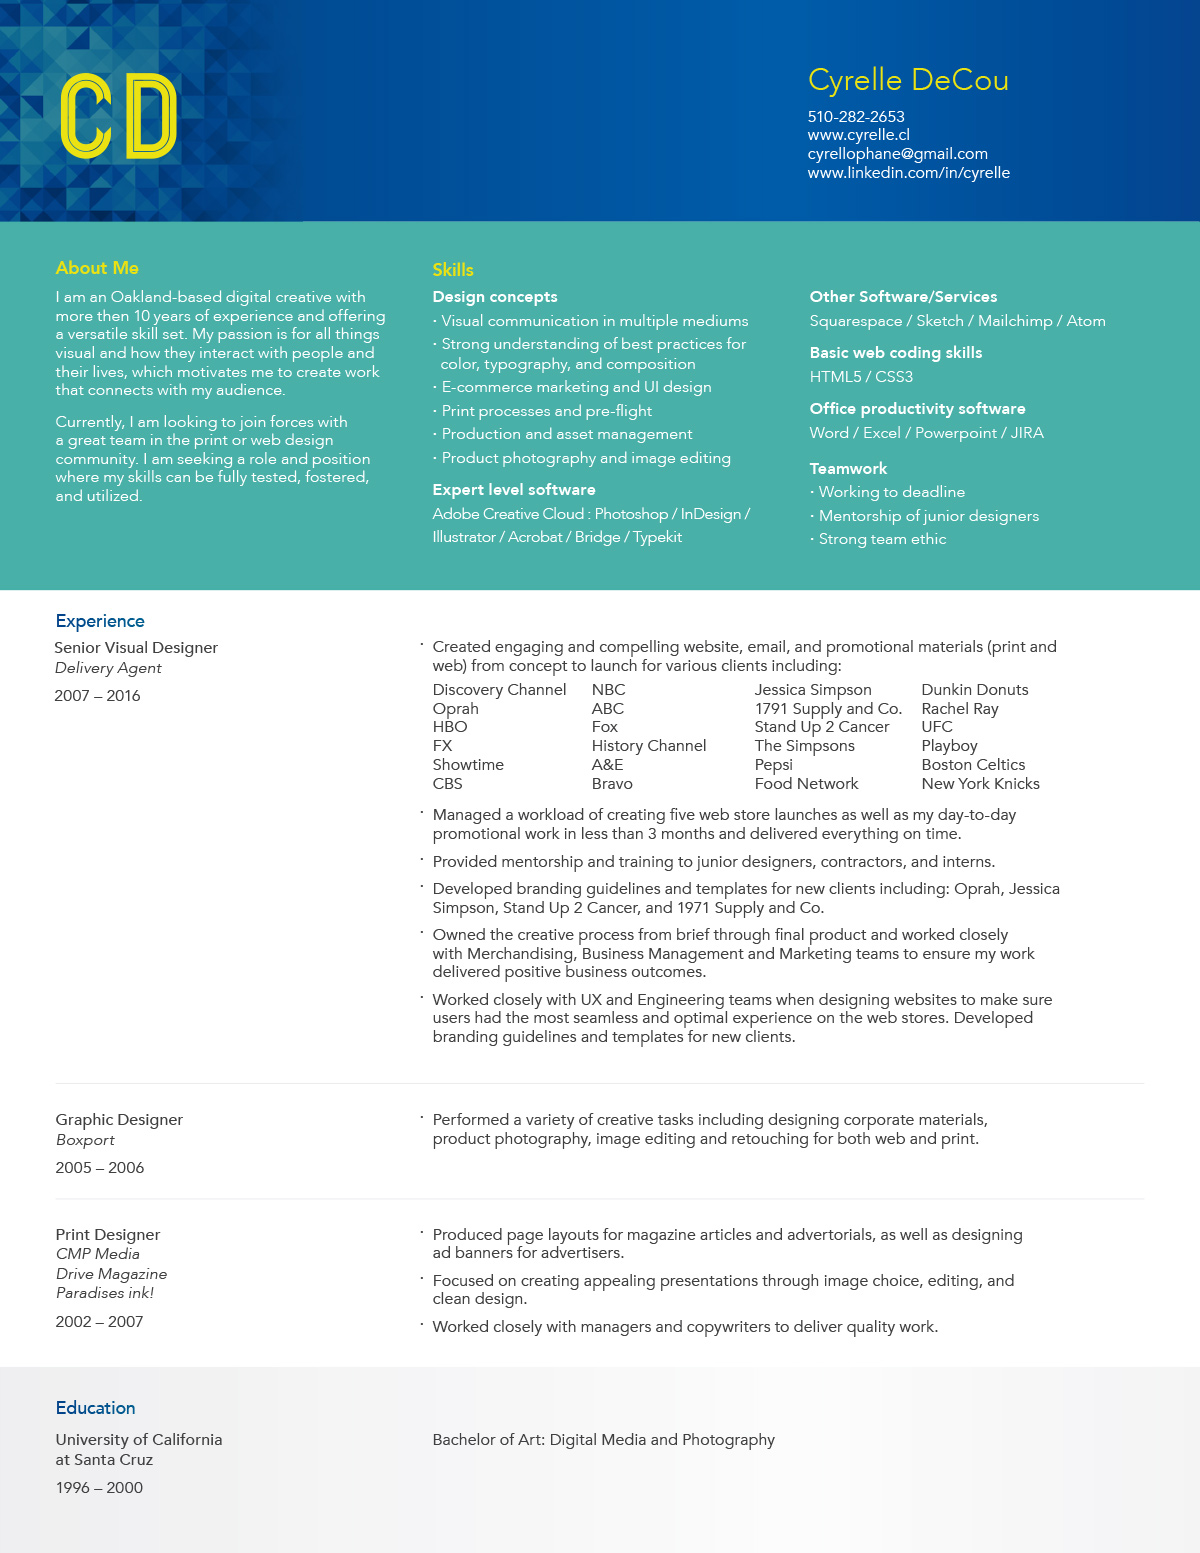 CD
Cyrelle DeCou
510-282-2653
www.cyrelle.cl
cyrellophane@gmail.com
www.linkedin.com/in/cyrelle
About Me
I am an Oakland-based digital creative with
more then 10 years of experience and offering
a versatile skill set. My passion is for all things
visual and how they interact with people and
their lives, which motivates me to create work
that connects with my audience.
Currently, I am looking to join forces with
a great team in the print or web design
community. I am seeking a role and position
where my skills can be fully tested, fostered,
and utilized.
Skills
Design concepts
· Visual communication in multiple mediums
· Strong understanding of best practices for
color, typography, and composition
· E-commerce marketing and UI design
· Print processes and pre-flight
· Production and asset management
· Product photography and image editing
Expert level software
Adobe Creative Cloud : Photoshop / InDesign /
Illustrator / Acrobat / Bridge / Typekit
Other Software/Services
Squarespace / Sketch / Mailchimp / Atom
Basic web coding skills
HTML5 / CSS3
Office productivity software
Word / Excel / Powerpoint / JIRA
Teamwork
· Working to deadline
· Mentorship of junior designers
· Strong team ethic
Experience
Senior Visual Designer
Delivery Agent
2007 – 2016
· Created engaging and compelling website, email, and promotional materials (print and
web) from concept to launch for various clients including:
Discovery Channel NBC Jessica Simpson Dunkin Donuts
Oprah ABC 1791 Supply and Co. Rachel Ray
HBO Fox Stand Up 2 Cancer UFC
FX History Channel The Simpsons Playboy
Showtime A&E Pepsi Boston Celtics
CBS Bravo Food Network New York Knicks
· Managed a workload of creating five web store launches as well as my day-to-day
promotional work in less than 3 months and delivered everything on time.
· Provided mentorship and training to junior designers, contractors, and interns.
· Developed branding guidelines and templates for new clients including: Oprah, Jessica
Simpson, Stand Up 2 Cancer, and 1971 Supply and Co.
· Owned the creative process from brief through final product and worked closely
with Merchandising, Business Management and Marketing teams to ensure my work
delivered positive business outcomes.
· Worked closely with UX and Engineering teams when designing websites to make sure
users had the most seamless and optimal experience on the web stores. Developed
branding guidelines and templates for new clients.
Graphic Designer
Boxport
2005 – 2006
· Performed a variety of creative tasks including designing corporate materials,
product photography, image editing and retouching for both web and print.
Print Designer
CMP Media
Drive Magazine
Paradises ink!
2002 – 2007
· Produced page layouts for magazine articles and advertorials, as well as designing
ad banners for advertisers.
· Focused on creating appealing presentations through image choice, editing, and
clean design.
· Worked closely with managers and copywriters to deliver quality work.
Education
University of California
at Santa Cruz
1996 – 2000
Bachelor of Art: Digital Media and Photography